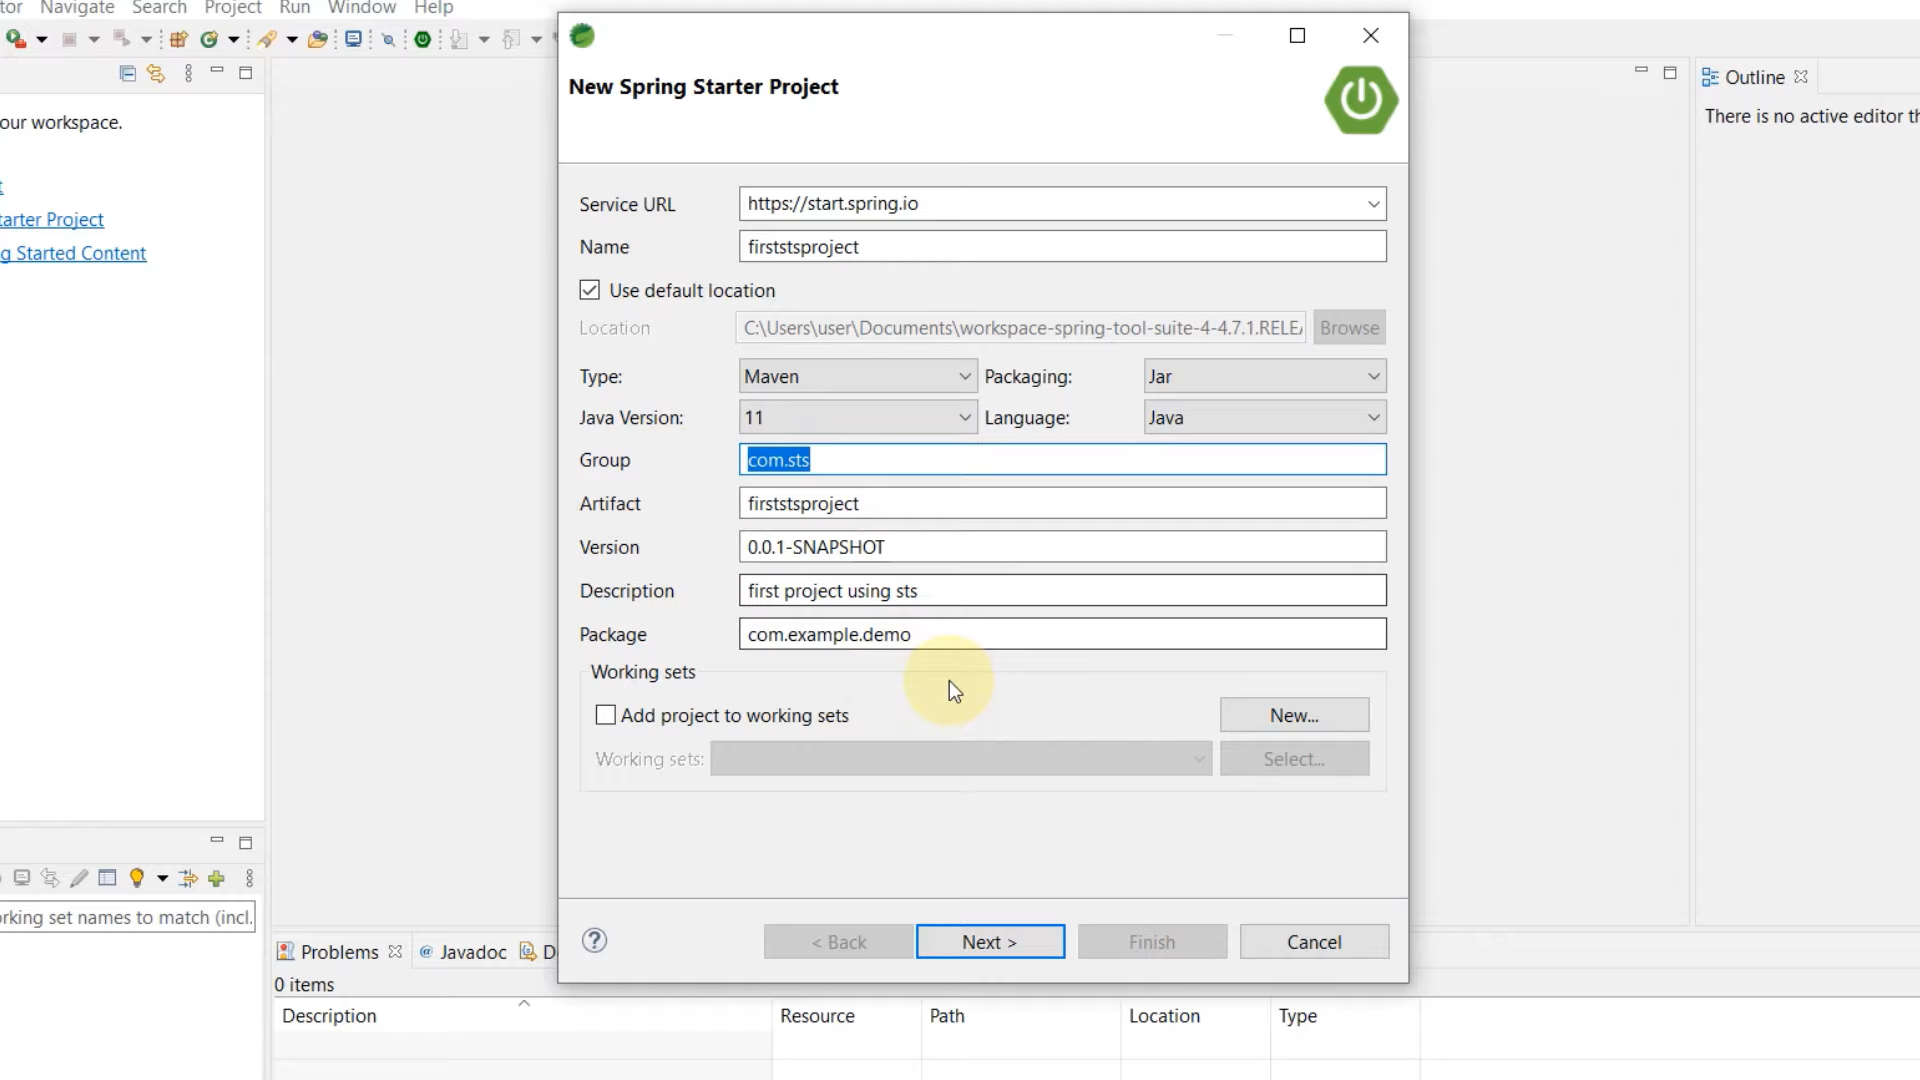 tor Navigate Search Project Run Window Help
New Spring Starter Project
Outline
There is no active editor th
our workspace.
t
tarter Project
g Started Content
Service URL https://start.spring.io
Name firststsproject
Use default location
Location C:\Users\user\Documents\workspace-spring-tool-suite-4-4.7.1.RELEA Browse
Type: Maven Packaging: Jar
Java Version: 11 Language: Java
Group com.sts
Artifact firststsproject
Version 0.0.1-SNAPSHOT
Description first project using sts
Package com.example.demo
Working sets
Add project to working sets New...
Working sets: Select...
orking set names to match (incl.
< Back Next > Finish Cancel
Problems @ Javadoc D
0 items
Description Resource Path Location Type